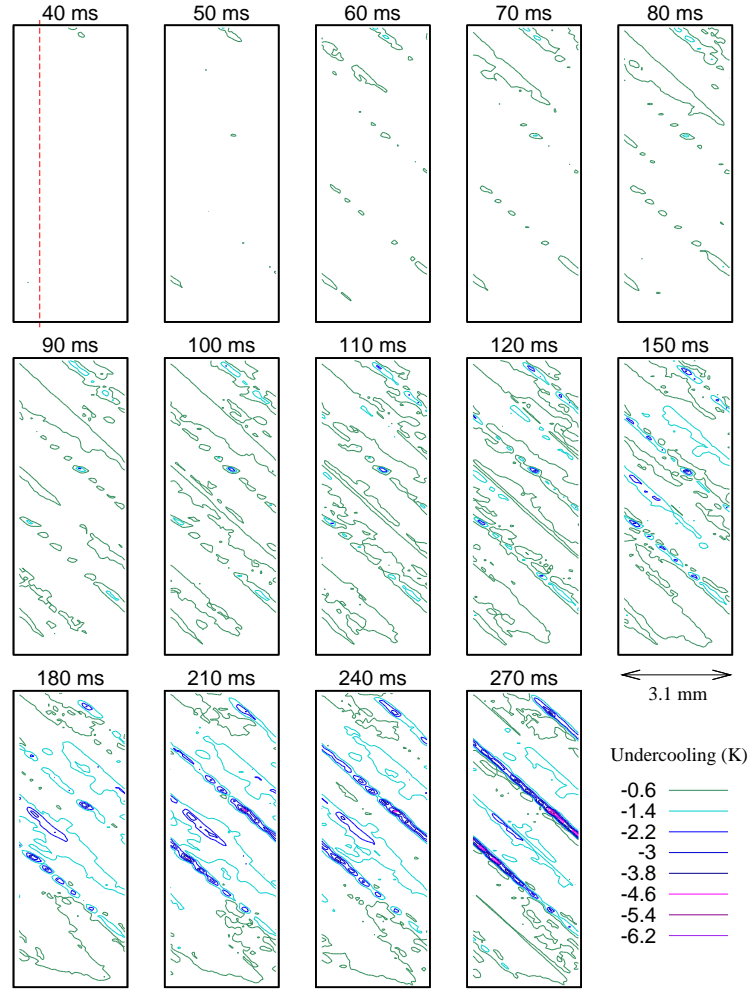 40 ms
50 ms
60 ms
70 ms
80 ms
90 ms
100 ms
110 ms
120 ms
150 ms
180 ms
210 ms
240 ms
270 ms
3.1 mm
Undercooling (K)
-0.6
-1.4
-2.2
-3
-3.8
-4.6
-5.4
-6.2